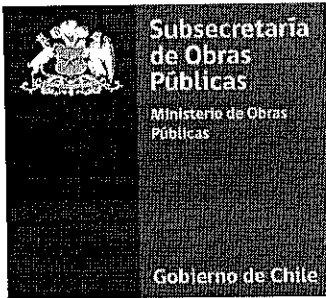 Subsecretaría
de Obras
Públicas
Ministerio de Obras
Públicas
Gobierno de Chile